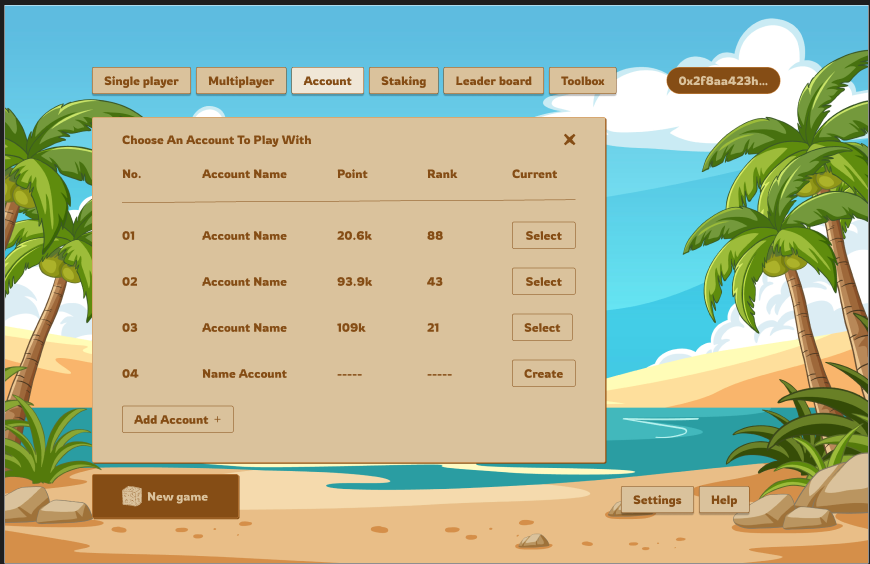 Single player Multiplayer Account Staking Leader board Toolbox 0x2f8aa423h...
Choose An Account To Play With
No. Account Name Point Rank Current
01 Account Name 20.6k 88 Select
02 Account Name 93.9k 43 Select
03 Account Name 109k 21 Select
04 Name Account ----- ----- Create
Add Account +
New game
Settings Help